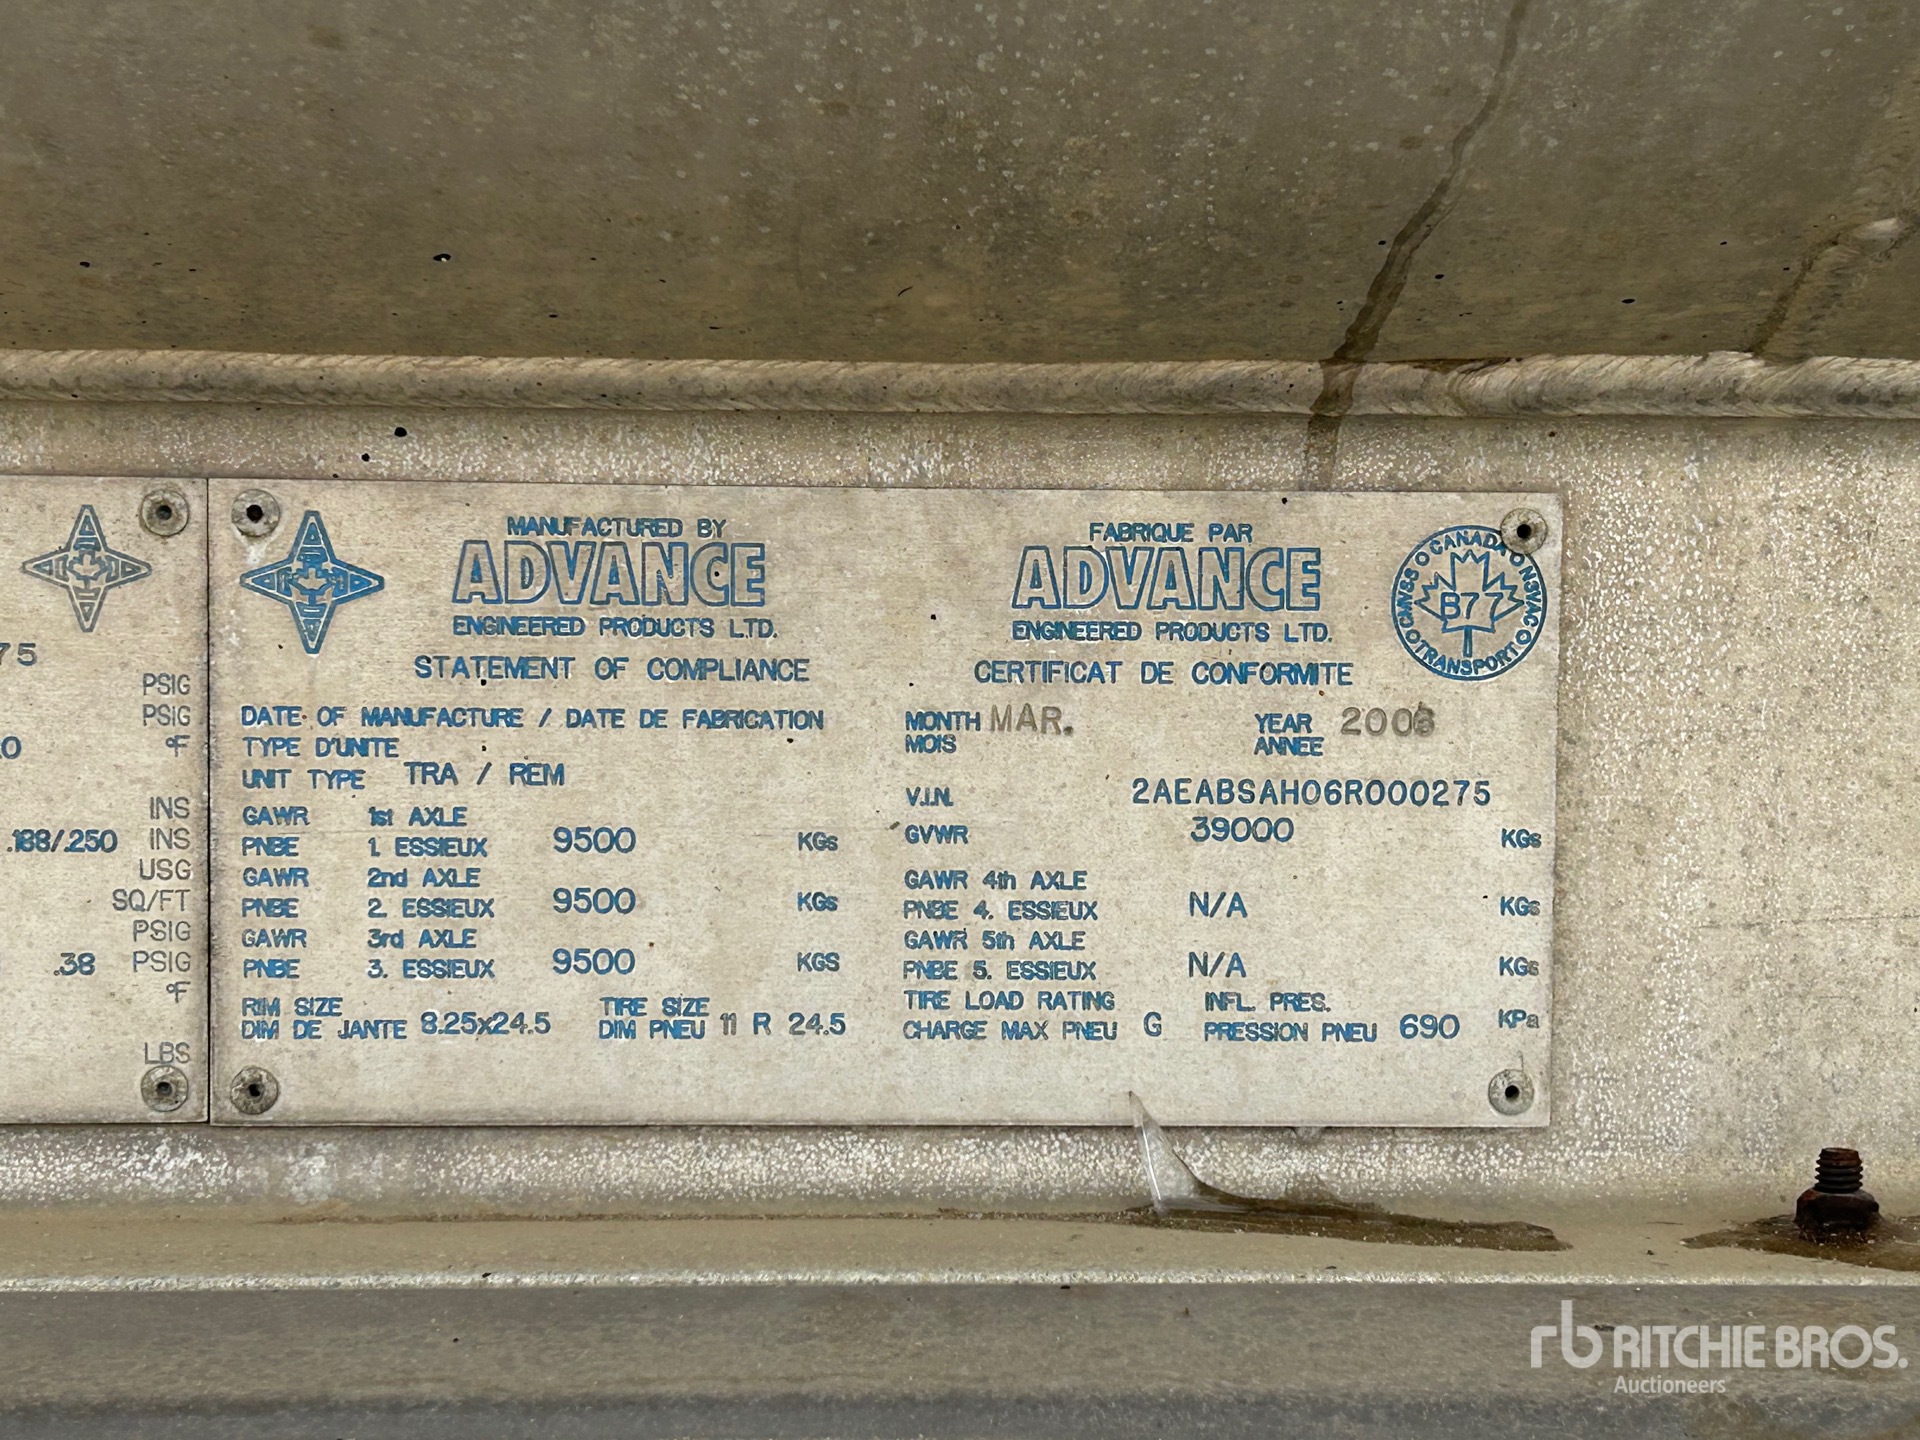 75
PSIG
PSIG
0 °F
INS
.188/.250 INS
USG
SQ/FT
PSIG
.38 PSIG
°F
LBS
MANUFACTURED BY
ADVANCE
ENGINEERED PRODUCTS LTD.
STATEMENT OF COMPLIANCE
FABRIQUE PAR
ADVANCE
ENGINEERED PRODUCTS LTD.
CERTIFICAT DE CONFORMITE
CANADA
NSVAC
TRANSPORT
CMVSS
B77
DATE OF MANUFACTURE / DATE DE FABRICATION MONTH MAR. YEAR 2006
MOIS ANNEE
TYPE D'UNITE
UNIT TYPE TRA / REM
V.I.N. 2AEABSAH06R000275
GAWR 1st AXLE
PNBE 1. ESSIEUX 9500 KGs
GVWR 39000 KGs
GAWR 2nd AXLE
PNBE 2. ESSIEUX 9500 KGs
GAWR 4th AXLE
PNBE 4. ESSIEUX N/A KGs
GAWR 3rd AXLE
PNBE 3. ESSIEUX 9500 KGS
GAWR 5th AXLE
PNBE 5. ESSIEUX N/A KGs
RIM SIZE
DIM DE JANTE 8.25x24.5
TIRE SIZE
DIM PNEU 11 R 24.5
TIRE LOAD RATING
CHARGE MAX PNEU G
INFL. PRES.
PRESSION PNEU 690 KPa
rb RITCHIE BROS.
Auctioneers